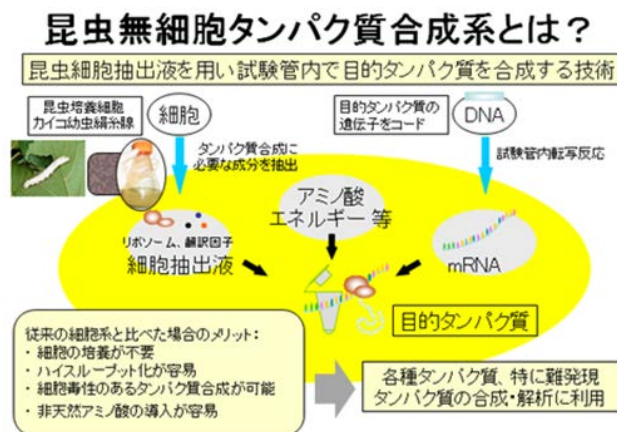 昆虫無細胞タンパク質合成系とは？
昆虫細胞抽出液を用い試験管内で目的タンパク質を合成する技術
昆虫培養細胞
カイコ幼虫絹糸腺
細胞
目的タンパク質の
遺伝子をコード
DNA
タンパク質合成に
必要な成分を抽出
試験管内転写反応
アミノ酸
エネルギー 等
リボソーム、翻訳因子
細胞抽出液
mRNA
目的タンパク質
従来の細胞系と比べた場合のメリット：
・ 細胞の培養が不要
・ ハイスループット化が容易
・ 細胞毒性のあるタンパク質合成が可能
・ 非天然アミノ酸の導入が容易
各種タンパク質、特に難発現
タンパク質の合成・解析に利用